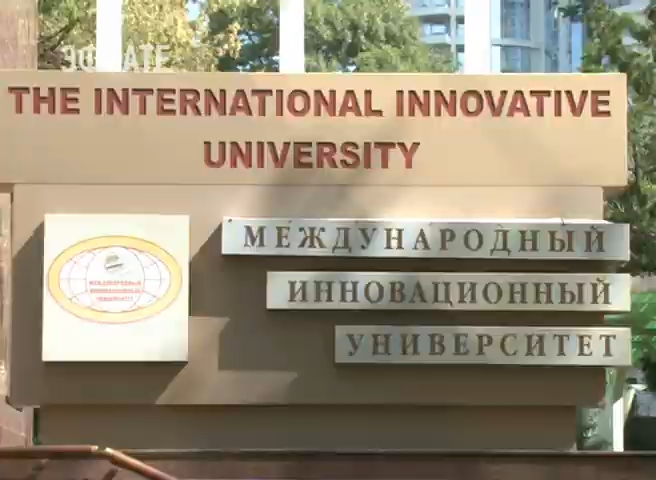 THE INTERNATIONAL INNOVATIVE
UNIVERSITY
МЕЖДУНАРОДНЫЙ
ИННОВАЦИОННЫЙ
УНИВЕРСИТЕТ